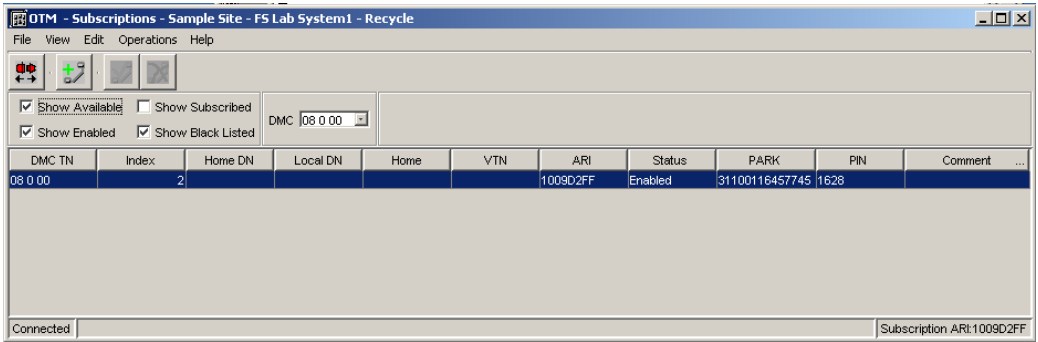 OTM - Subscriptions - Sample Site - FS Lab System1 - Recycle
File View Edit Operations Help
Show Available Show Subscribed
DMC 08 0 00
Show Enabled Show Black Listed
DMC TN Index Home DN Local DN Home VTN ARI Status PARK PIN Comment ...
08 0 00 2 1009D2FF Enabled 31100116457745 1628
Connected Subscription ARI:1009D2FF